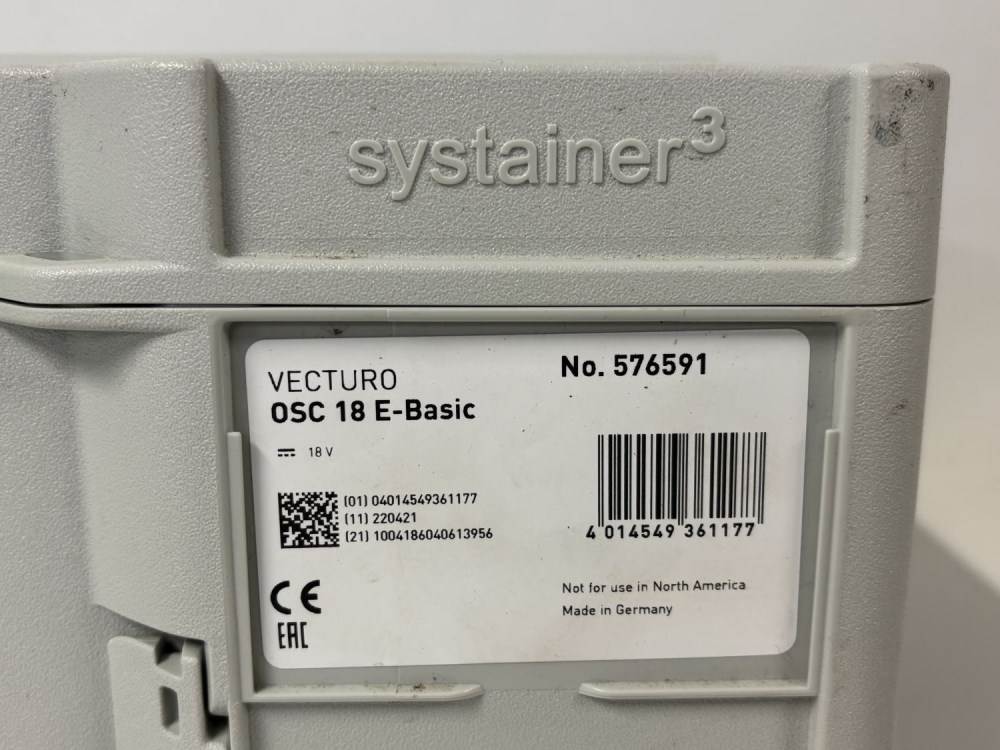 systainer³
VECTURO
OSC 18 E-Basic
No. 576591
18 V
(01) 04014549361177
(11) 220421
(21) 1004186040613956
4 014549 361177
CE
EAC
Not for use in North America
Made in Germany